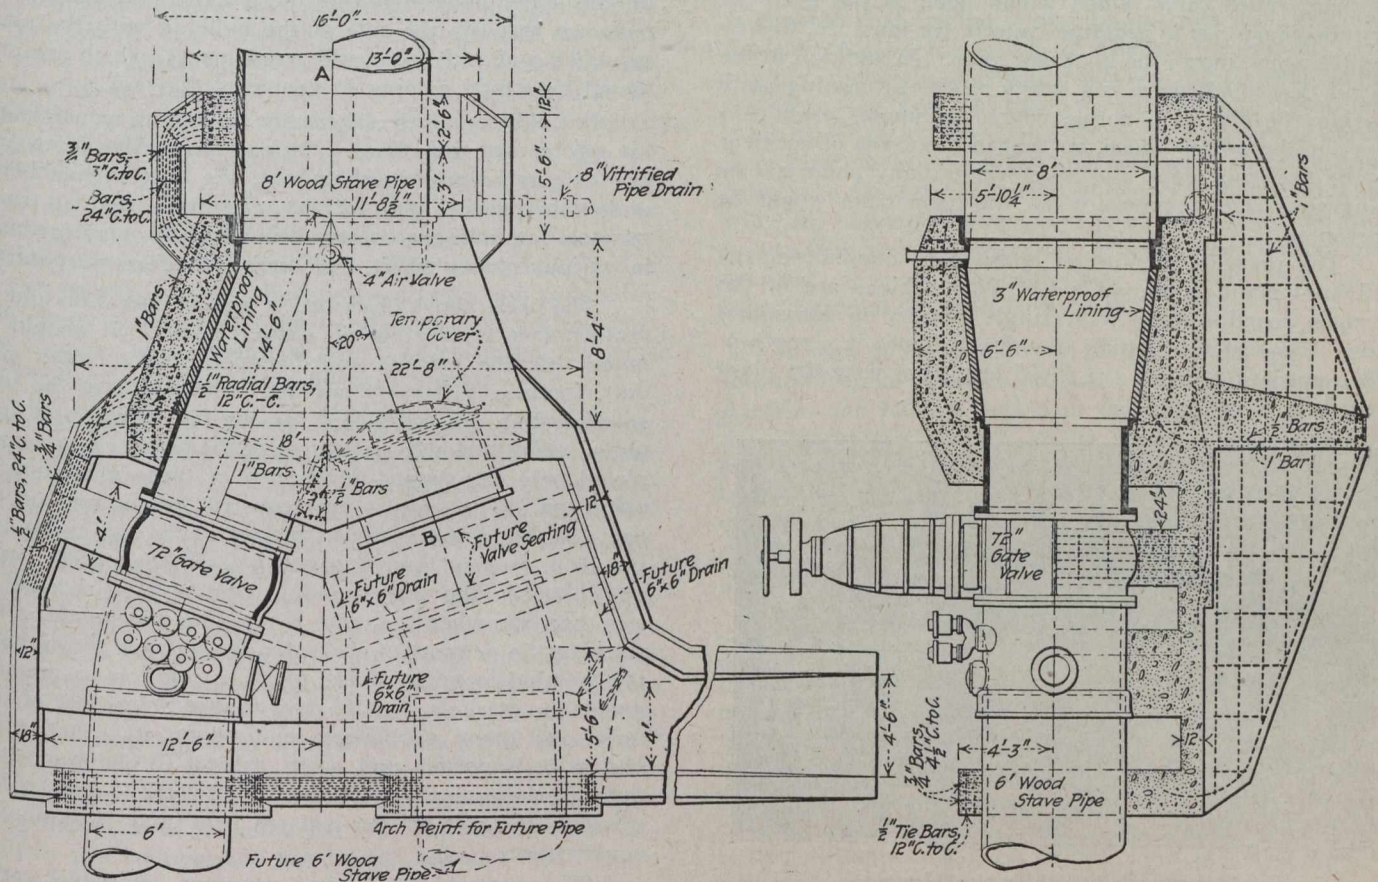 16'-0"
13'-0"
A
12"
2'-6"
3/4" Bars,
3" C. to C.
Bars,
24" C. to C.
8' Wood Stave Pipe
11'-8 1/2"
3'-4"
5'-6"
8" Vitrified
Pipe Drain
4" Air Valve
1" Bars
Waterproof
Lining
14'-6"
Temporary
Cover
20°
22'-8"
8'-4"
1/2" Radial Bars,
12" C.-C.
1/2" Bars, 24" C. to C.
3/4" Bars
18'
1" Bars
1/2" Bars
2"
4'
12"
B
72" Gate Valve
Future
Valve Seating
18"
Future
6"x6" Drain
Future
6"x6" Drain
Future
6"x6"
Drain
12"
18"
12'-6"
5'-6"
4'
4'-6"
6'
Arch Reinf. for Future Pipe
Future 6' Wood
Stave Pipe
8'
5'-10 1/4"
1" Bars
3" Waterproof
Lining
6'-6"
1/2" Bars
1" Bar
24"
72"
Gate
Valve
4'-3"
12"
3/4" Bars,
4 1/2" C. to C.
6' Wood
Stave Pipe
1/2" Tie Bars,
12" C. to C.